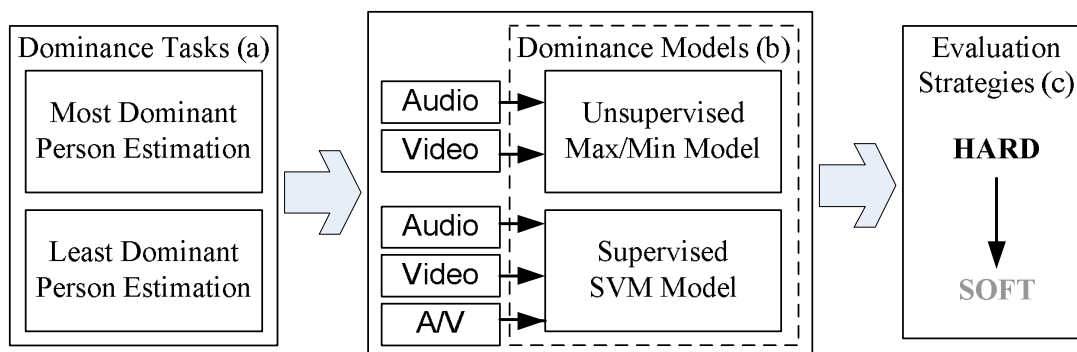 Dominance Tasks (a)
Most Dominant
Person Estimation
Least Dominant
Person Estimation
Dominance Models (b)
Audio
Video
Unsupervised
Max/Min Model
Audio
Video
A/V
Supervised
SVM Model
Evaluation
Strategies (c)
HARD
SOFT